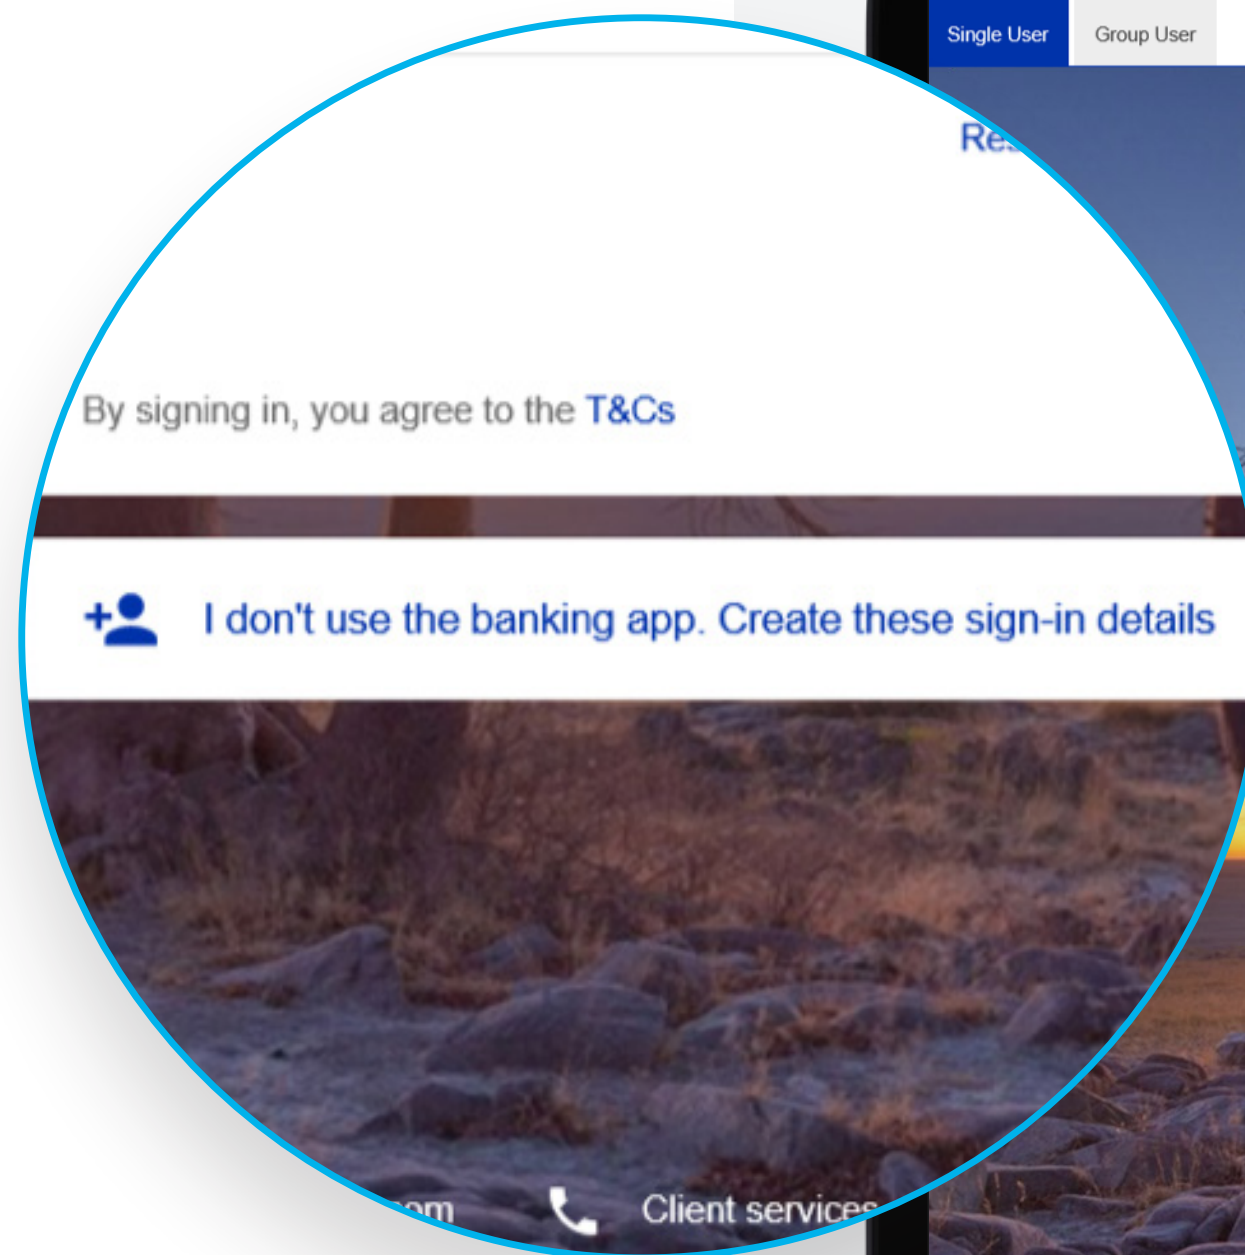 Single User
Group User
By signing in, you agree to the T&Cs
I don't use the banking app. Create these sign-in details
Client services